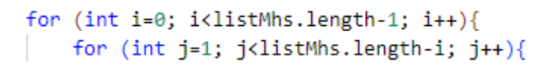 for (int i=0; i<listMhs.length-1; i++){
for (int j=1; j<listMhs.length-i; j++){